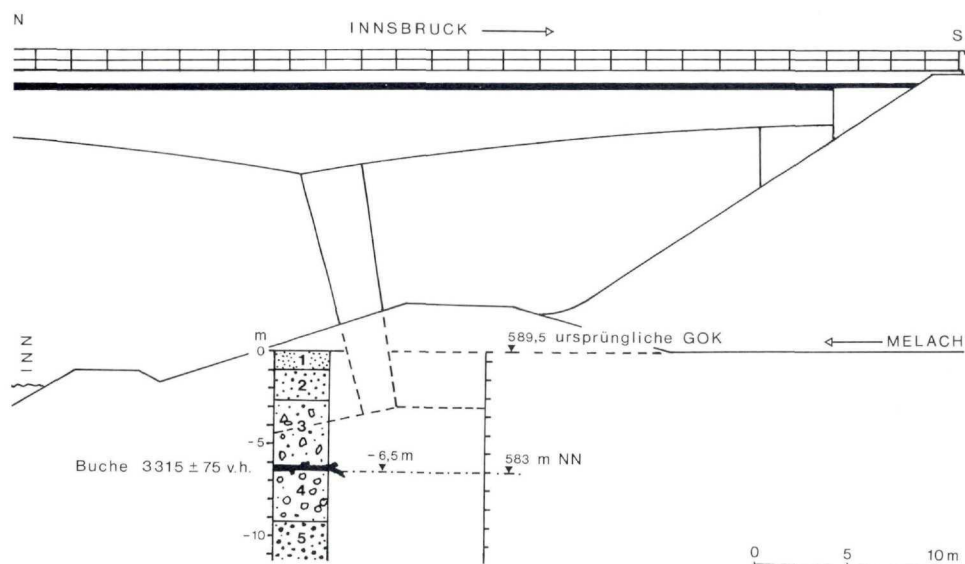 N
INNSBRUCK
S
INN
m
0
589,5 ursprüngliche GOK
MELACH
1
2
3
-5
Buche 3315 ± 75 v.h.
-6,5 m
583 m NN
4
-10
5
0 5 10 m